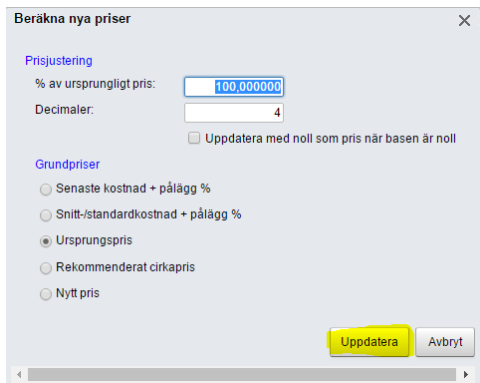 Beräkna nya priser
Prisjustering
% av ursprungligt pris: 100,000000
Decimaler: 4
Uppdatera med noll som pris när basen är noll
Grundpriser
Senaste kostnad + pålägg %
Snitt-/standardkostnad + pålägg %
Ursprungspris
Rekommenderat cirkapris
Nytt pris
Uppdatera Avbryt